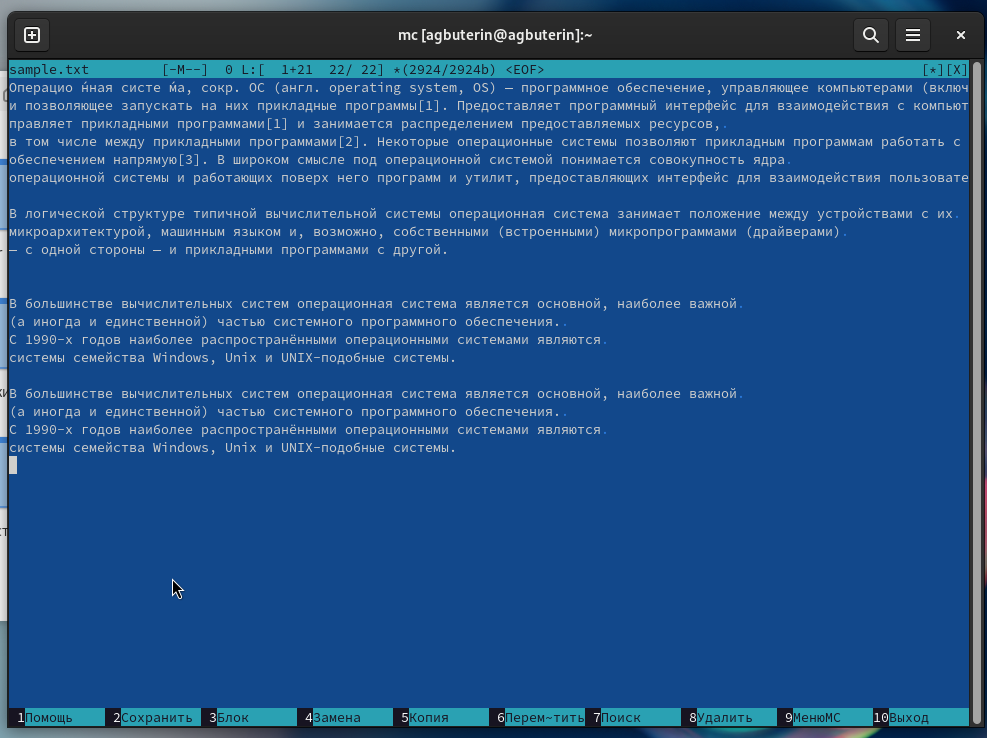 mc [agbuterin@agbuterin]:~
sample.txt [-M--] 0 L:[ 1+21 22/ 22] *(2924/2924b) <EOF> [*][X]
Операцио́нная систе́ма, сокр. ОС (англ. operating system, OS) — программное обеспечение, управляющее компьютерами (включ
и позволяющее запускать на них прикладные программы[1]. Предоставляет программный интерфейс для взаимодействия с компьют
правляет прикладными программами[1] и занимается распределением предоставляемых ресурсов,.
в том числе между прикладными программами[2]. Некоторые операционные системы позволяют прикладным программам работать с
обеспечением напрямую[3]. В широком смысле под операционной системой понимается совокупность ядра.
операционной системы и работающих поверх него программ и утилит, предоставляющих интерфейс для взаимодействия пользовате
В логической структуре типичной вычислительной системы операционная система занимает положение между устройствами с их.
микроархитектурой, машинным языком и, возможно, собственными (встроенными) микропрограммами (драйверами).
— с одной стороны — и прикладными программами с другой.
В большинстве вычислительных систем операционная система является основной, наиболее важной.
(а иногда и единственной) частью системного программного обеспечения..
С 1990-х годов наиболее распространёнными операционными системами являются.
системы семейства Windows, Unix и UNIX-подобные системы.
В большинстве вычислительных систем операционная система является основной, наиболее важной.
(а иногда и единственной) частью системного программного обеспечения..
С 1990-х годов наиболее распространёнными операционными системами являются.
системы семейства Windows, Unix и UNIX-подобные системы.
1Помощь 2Сохранить 3Блок 4Замена 5Копия 6Перем~тить 7Поиск 8Удалить 9МенюMC 10Выход